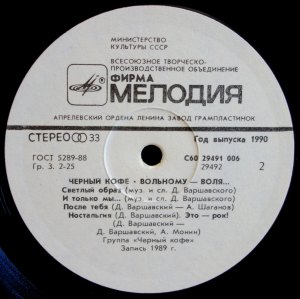 МИНИСТЕРСТВО
КУЛЬТУРЫ СССР
ВСЕСОЮЗНОЕ ТВОРЧЕСКО-
ПРОИЗВОДСТВЕННОЕ ОБЪЕДИНЕНИЕ
ФИРМА
МЕЛОДИЯ
АПРЕЛЕВСКИЙ ОРДЕНА ЛЕНИНА ЗАВОД ГРАМПЛАСТИНОК
СТЕРЕО 33
Год выпуска 1990
ГОСТ 5289-88
С60 29491 006
Гр. 3. 2-25
29492
2
ЧЕРНЫЙ КОФЕ · ВОЛЬНОМУ — ВОЛЯ...
Светлый образ (муз. и сл. Д. Варшавского)
И только мы... (муз. и сл. Д. Варшавского)
После тебя (Д. Варшавский — А. Шаганов)
Ностальгия (Д. Варшавский). Это — рок!
(Д. Варшавский —
Д. Варшавский, А. Монин)
Группа «Черный кофе»
Запись 1989 г.